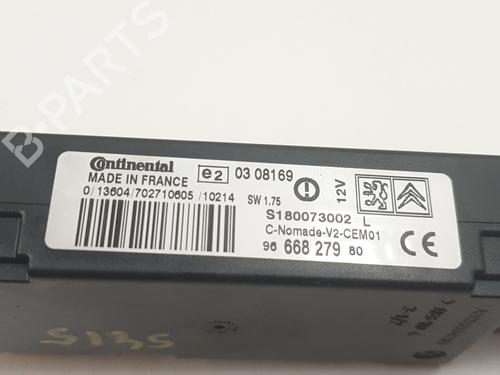 Continental
MADE IN FRANCE
e2 03 08169
0/13604/702710605/10214
SW 1.75
12V
S180073002 L
C-Nomade-V2-CEM01
96 668 279 80
CE
S135
B-PARTS